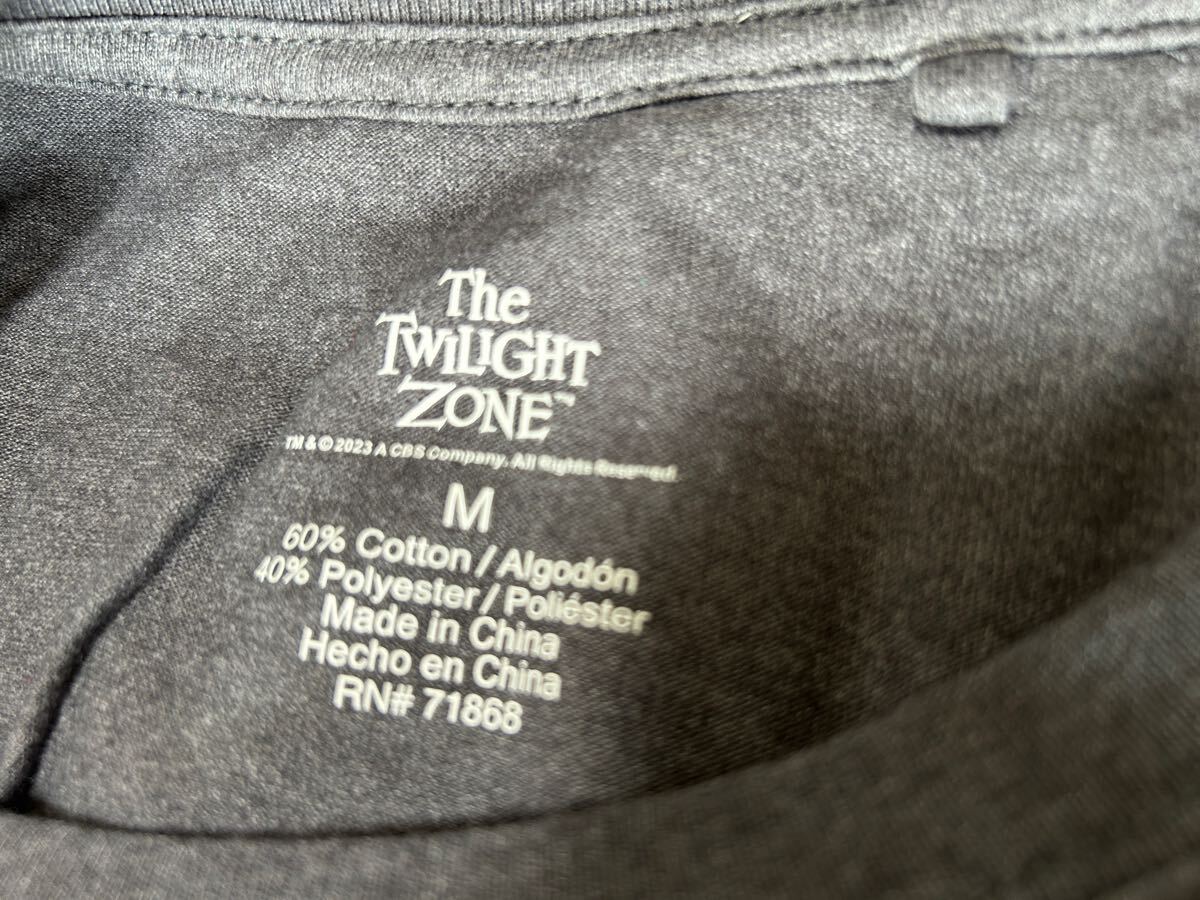 The
TWILIGHT
ZONE™
TM & © 2023 A CBS Company. All Rights Reserved.
M
60% Cotton / Algodón
40% Polyester / Poliéster
Made in China
Hecho en China
RN# 71868